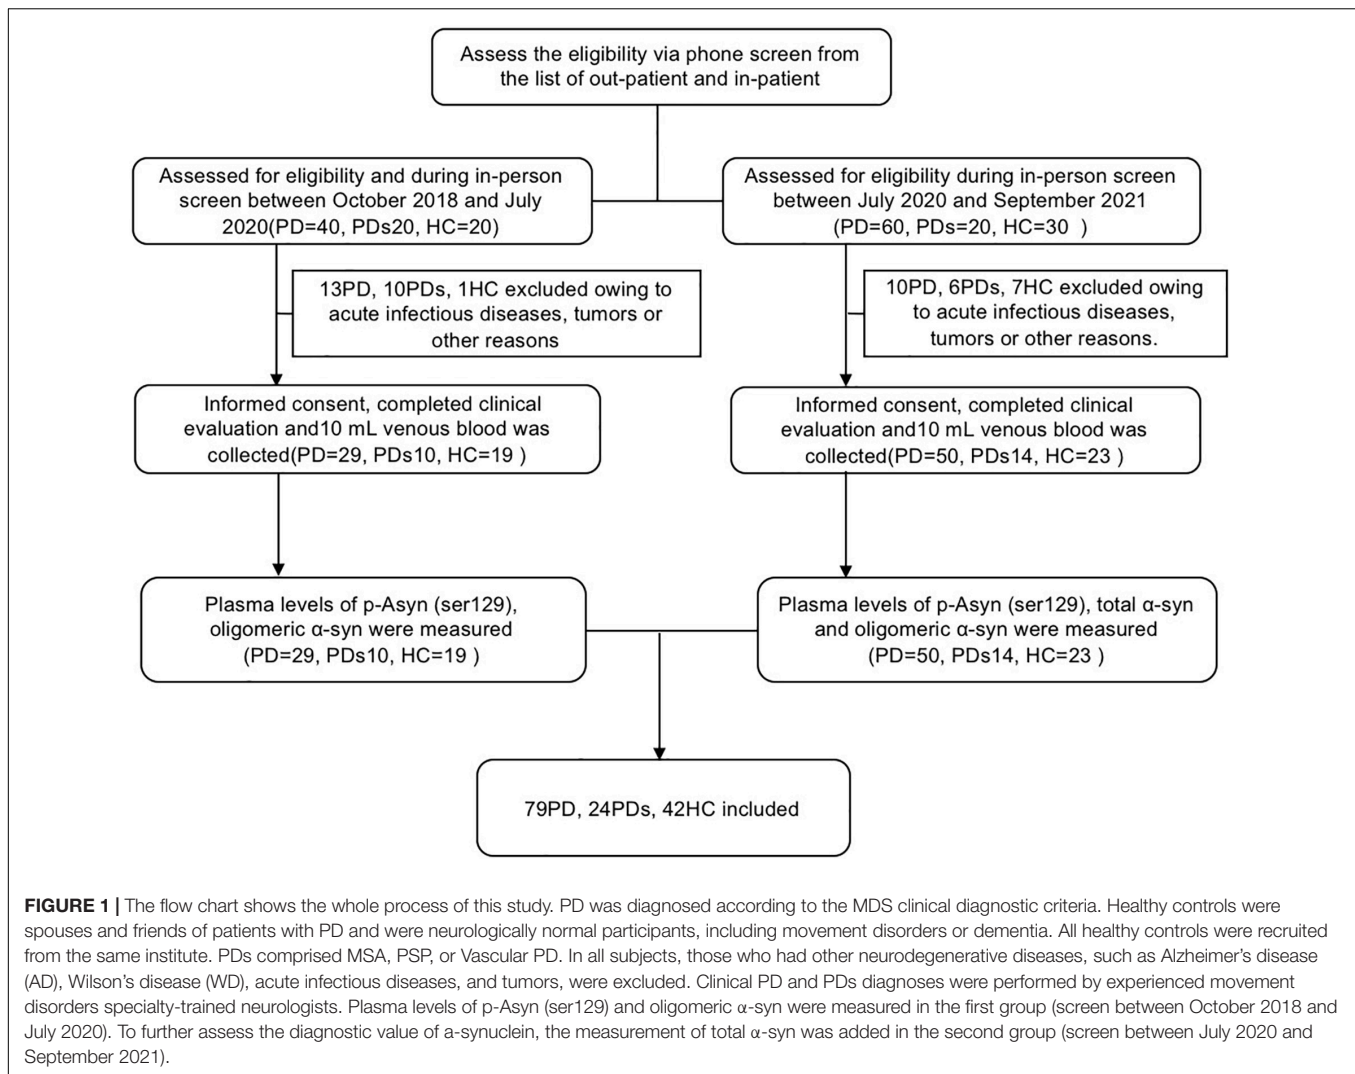 Assess the eligibility via phone screen from
the list of out-patient and in-patient
Assessed for eligibility and during in-person
screen between October 2018 and July
2020(PD=40, PDs20, HC=20)
Assessed for eligibility during in-person screen
between July 2020 and September 2021
(PD=60, PDs=20, HC=30 )
13PD, 10PDs, 1HC excluded owing to
acute infectious diseases, tumors or
other reasons
10PD, 6PDs, 7HC excluded owing
to acute infectious diseases,
tumors or other reasons.
Informed consent, completed clinical
evaluation and10 mL venous blood was
collected(PD=29, PDs10, HC=19 )
Informed consent, completed clinical
evaluation and10 mL venous blood was
collected(PD=50, PDs14, HC=23 )
Plasma levels of p-Asyn (ser129),
oligomeric α-syn were measured
(PD=29, PDs10, HC=19 )
Plasma levels of p-Asyn (ser129), total α-syn
and oligomeric α-syn were measured
(PD=50, PDs14, HC=23 )
79PD, 24PDs, 42HC included
FIGURE 1 | The flow chart shows the whole process of this study. PD was diagnosed according to the MDS clinical diagnostic criteria. Healthy controls were
spouses and friends of patients with PD and were neurologically normal participants, including movement disorders or dementia. All healthy controls were recruited
from the same institute. PDs comprised MSA, PSP, or Vascular PD. In all subjects, those who had other neurodegenerative diseases, such as Alzheimer's disease
(AD), Wilson's disease (WD), acute infectious diseases, and tumors, were excluded. Clinical PD and PDs diagnoses were performed by experienced movement
disorders specialty-trained neurologists. Plasma levels of p-Asyn (ser129) and oligomeric α-syn were measured in the first group (screen between October 2018 and
July 2020). To further assess the diagnostic value of a-synuclein, the measurement of total α-syn was added in the second group (screen between July 2020 and
September 2021).